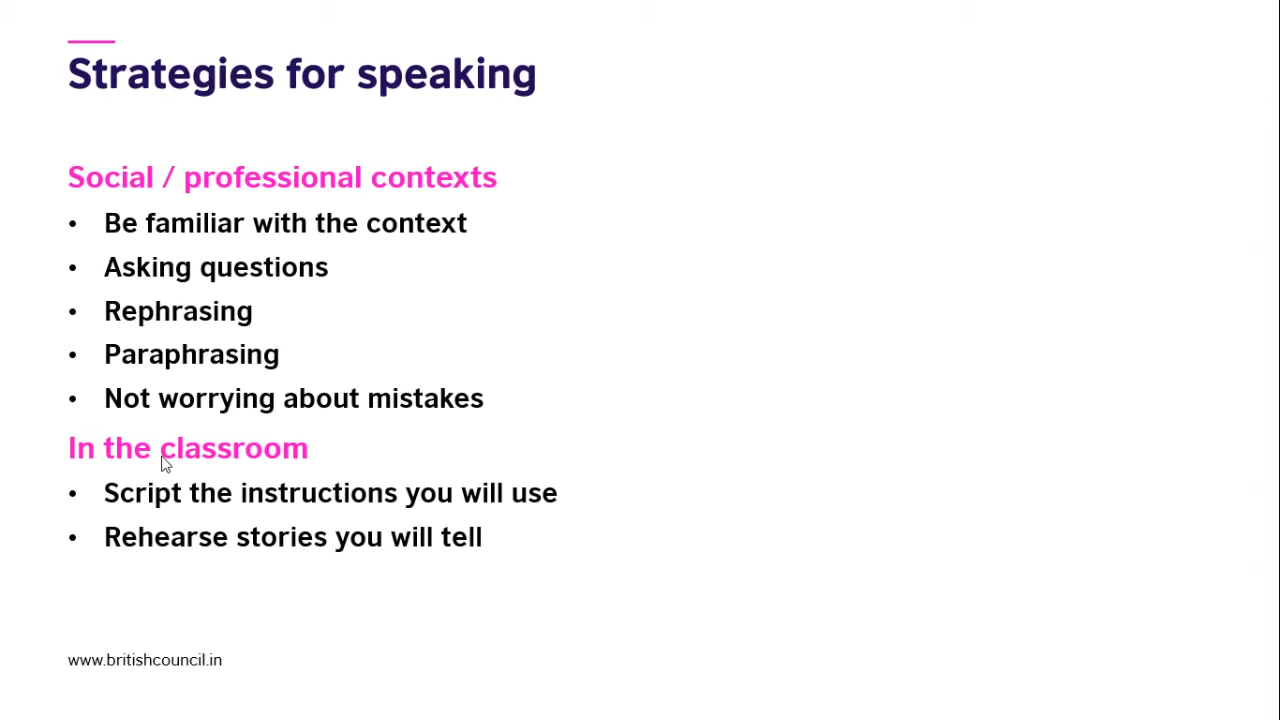 Strategies for speaking
Social / professional contexts
• Be familiar with the context
• Asking questions
• Rephrasing
• Paraphrasing
• Not worrying about mistakes
In the classroom
• Script the instructions you will use
• Rehearse stories you will tell
www.britishcouncil.in